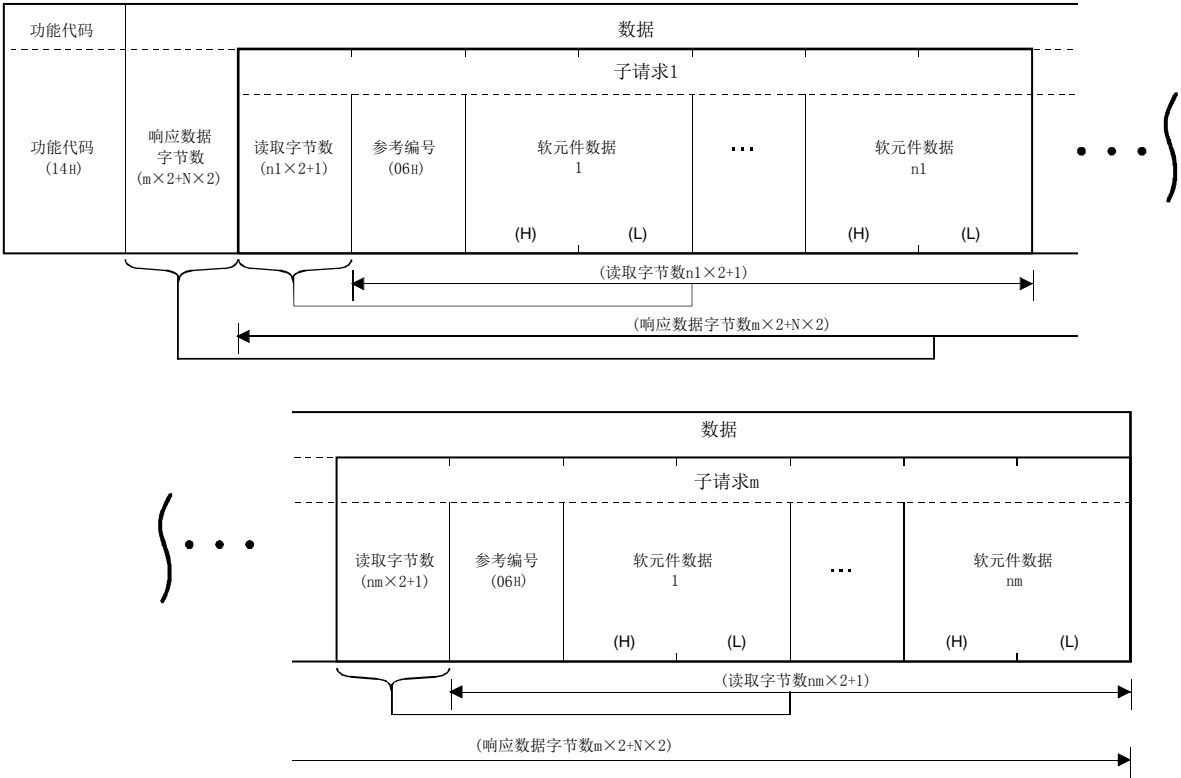 功能代码
数据
子请求1
功能代码
(14H)
响应数据
字节数
(m×2+N×2)
读取字节数
(n1×2+1)
参考编号
(06H)
软元件数据
1
(H)
(L)
...
软元件数据
n1
(H)
(L)
(读取字节数n1×2+1)
(响应数据字节数m×2+N×2)
数据
子请求m
读取字节数
(nm×2+1)
参考编号
(06H)
软元件数据
1
(H)
(L)
...
软元件数据
nm
(H)
(L)
(读取字节数nm×2+1)
(响应数据字节数m×2+N×2)